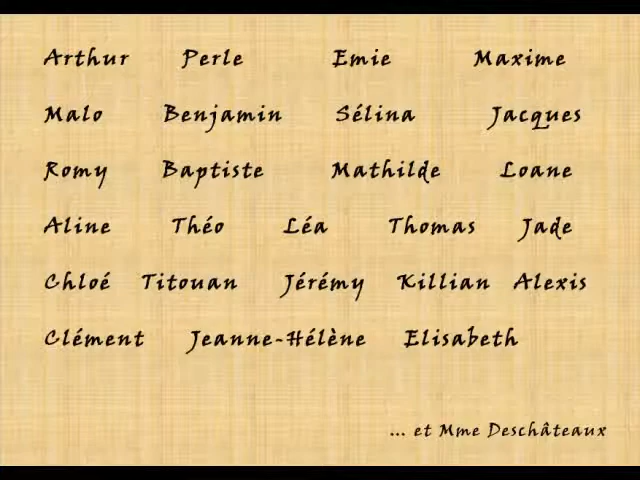 Arthur Perle Emie Maxime
Malo Benjamin Sélina Jacques
Romy Baptiste Mathilde Loane
Aline Théo Léa Thomas Jade
Chloé Titouan Jérémy Killian Alexis
Clément Jeanne-Hélène Elisabeth
... et Mme Deschâteaux